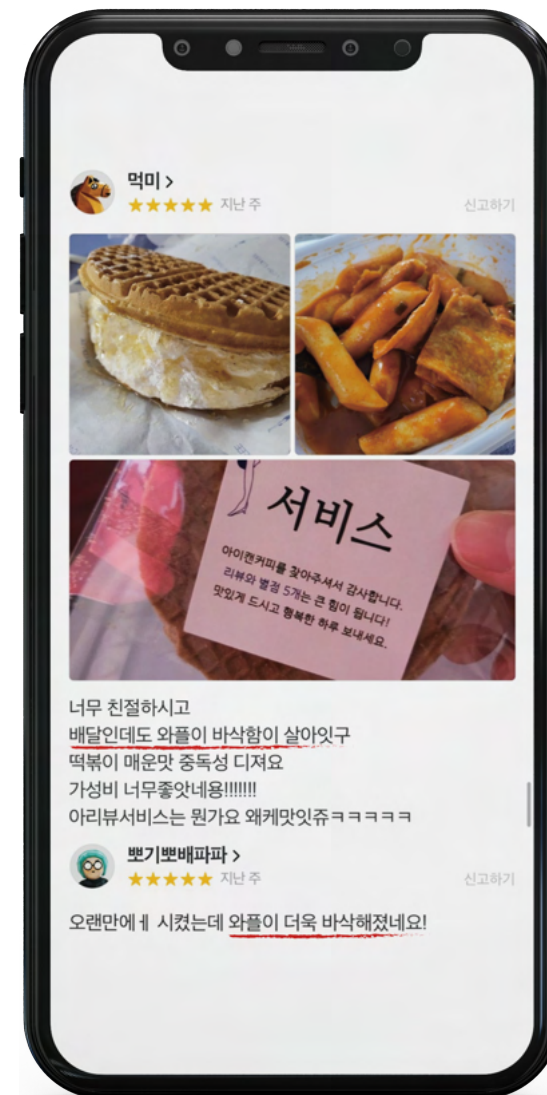 먹미 >
★★★★★ 지난 주
신고하기
서비스
아이캔커피를 찾아주셔서 감사합니다.
리뷰와 별점 5개는 큰 힘이 됩니다!
맛있게 드시고 행복한 하루 보내세요.
너무 친절하시고
배달인데도 와플이 바삭함이 살아잇구
떡볶이 매운맛 중독성 디져요
가성비 너무좋앗네용!!!!!!!
아리뷰서비스는 뭔가요 왜케맛잇쥬ㅋㅋㅋㅋㅋ
뽀기뽀배파파 >
★★★★★ 지난 주
신고하기
오랜만에ㅔ 시켰는데 와플이 더욱 바삭해졌네요!